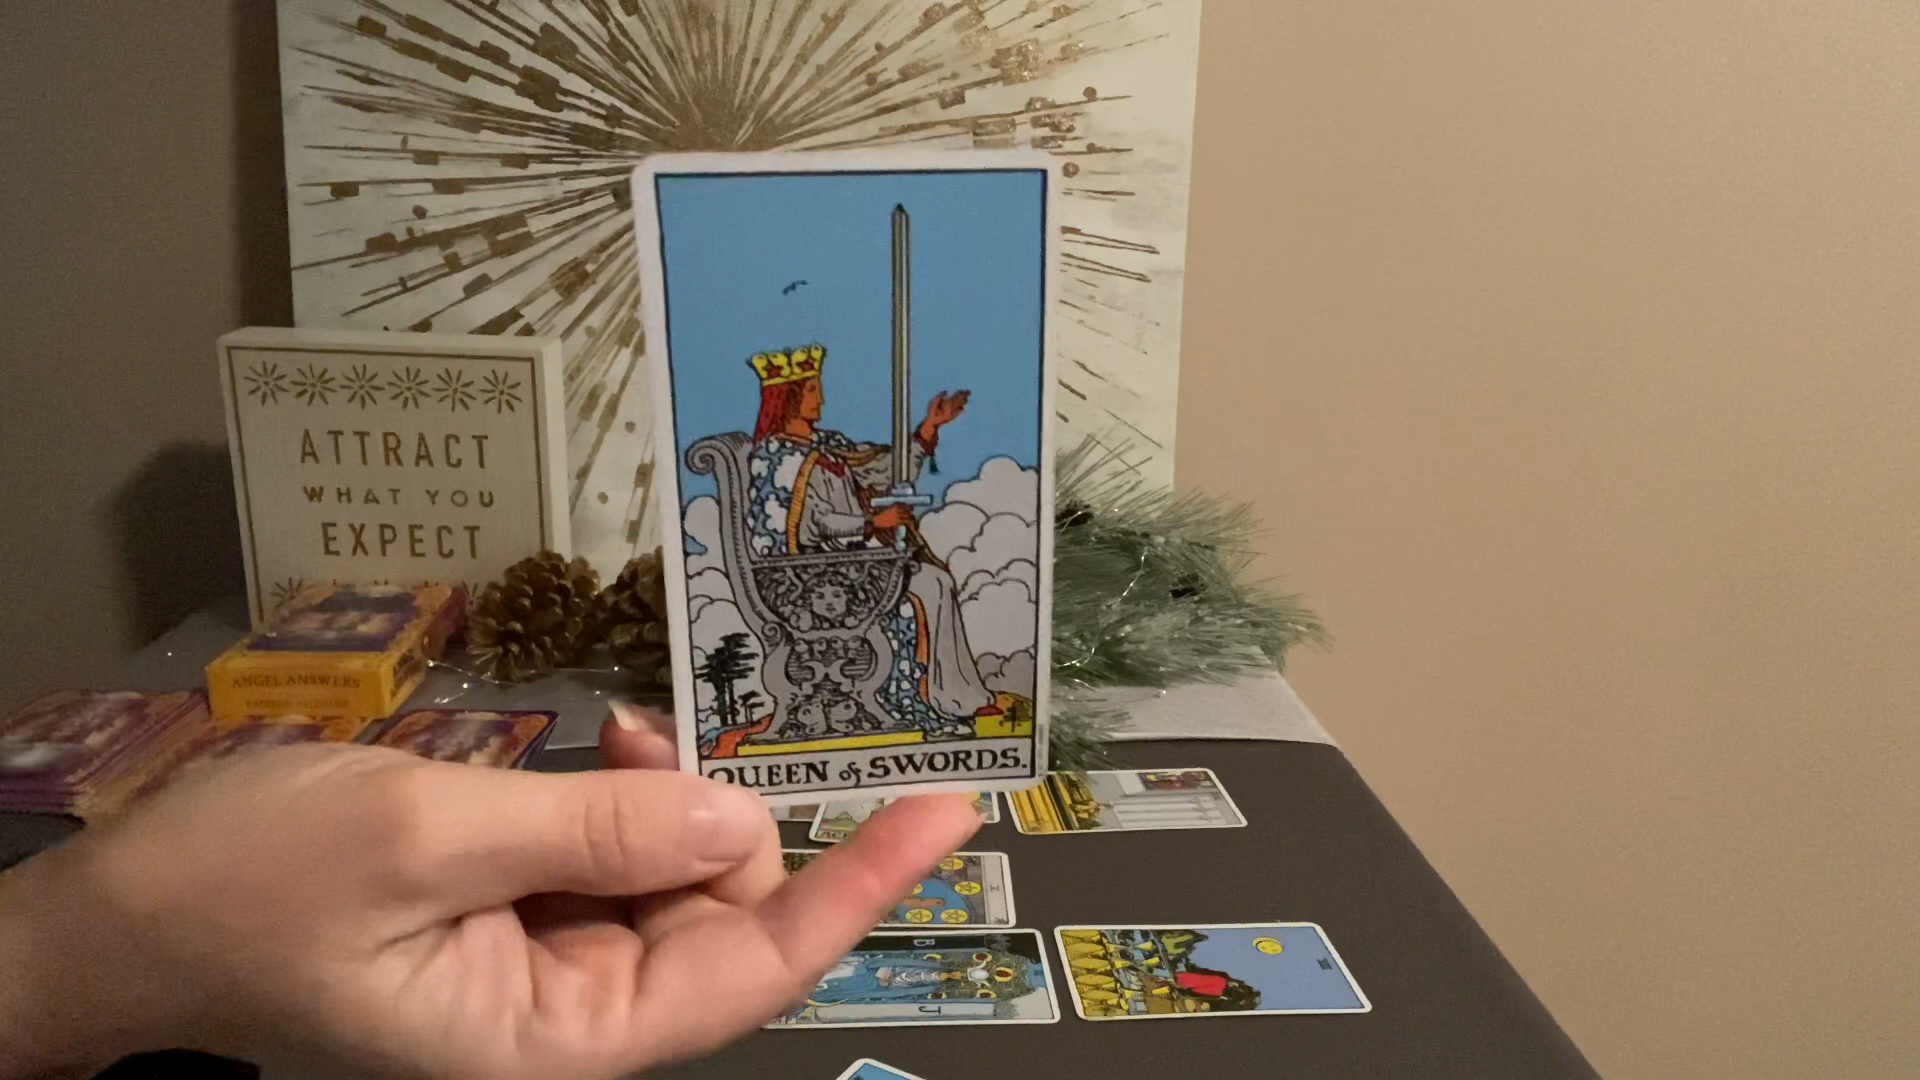 ATTRACT
WHAT YOU
EXPECT
ANGEL ANSWERS
QUEEN of SWORDS.
B
J